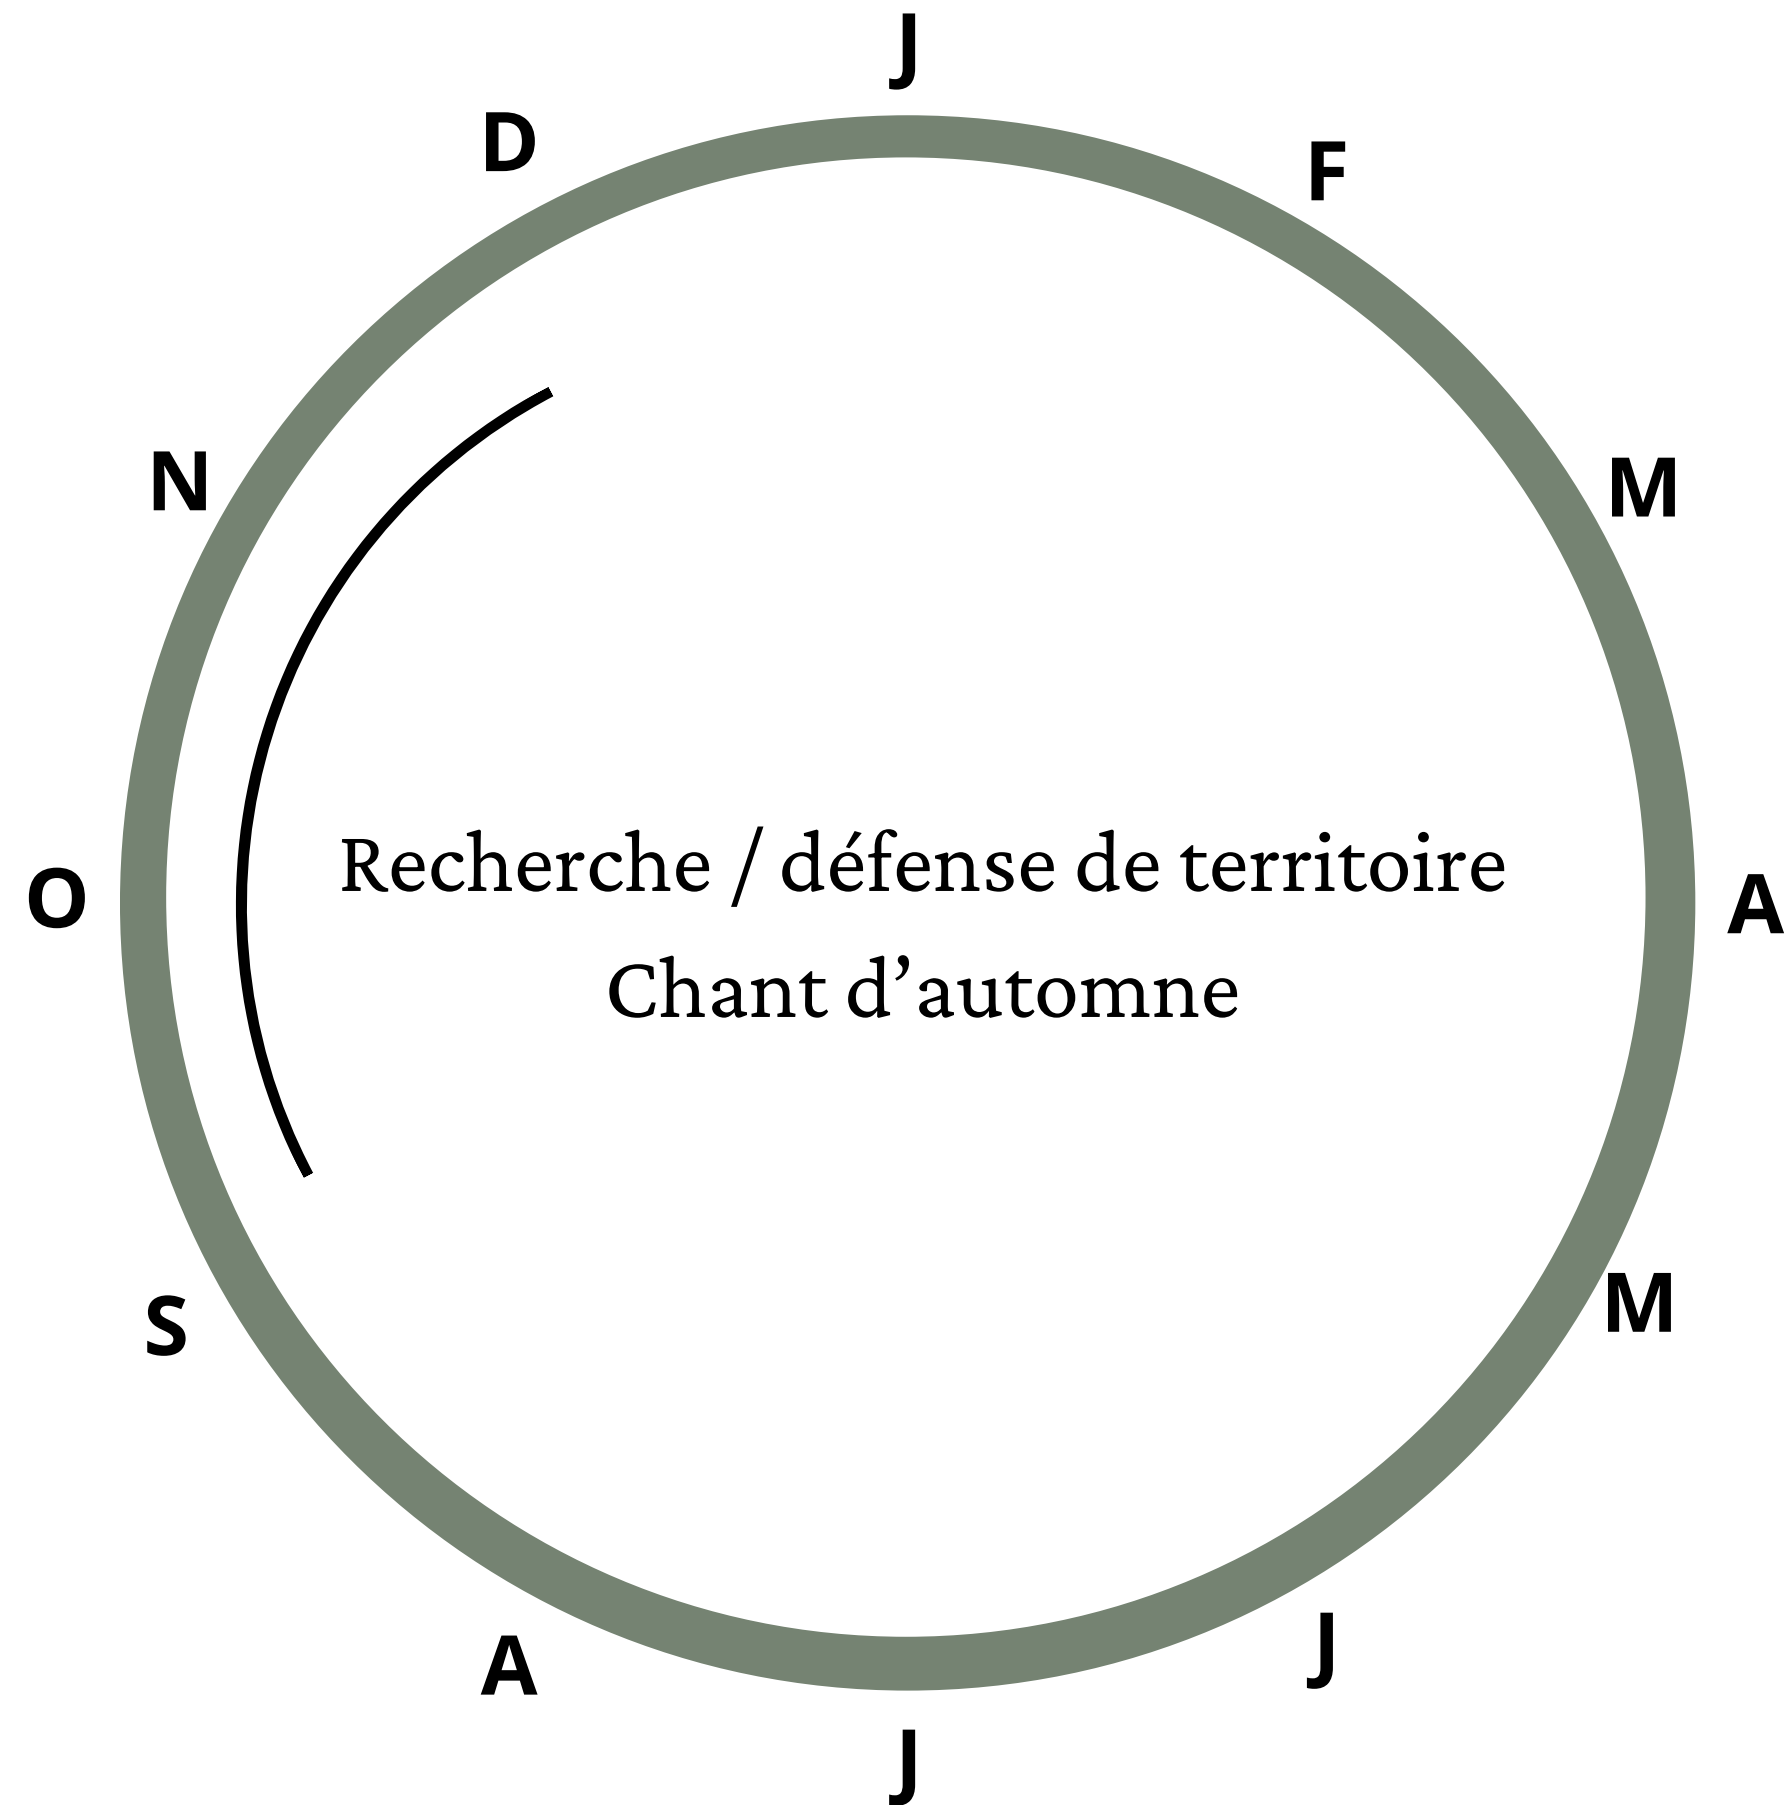 J
D
F
N
M
Recherche / défense de territoire
O
A
Chant d’automne
S
M
A
J
J